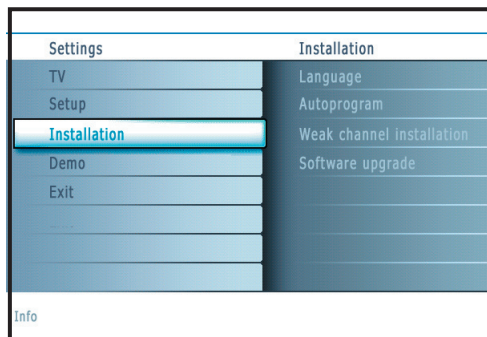 Settings
TV
Setup
Installation
Demo
Exit
Installation
Language
Autoprogram
Weak channel installation
Software upgrade
Info